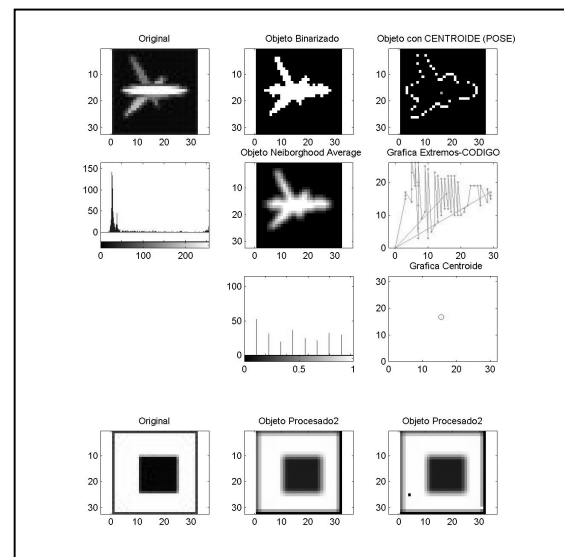 Original
Objeto Binarizado
Objeto con CENTROIDE (POSE)
10
20
30
0 10 20 30
10
20
30
0 10 20 30
10
20
30
0 10 20 30
Objeto Neiborghood Average
Grafica Extremos-CODIGO
150
100
50
0
0 100 200
10
20
30
0 10 20 30
20
10
0
0 10 20 30
Grafica Centroide
100
50
0
0 0.5 1
30
20
10
0
0 10 20 30
Original
Objeto Procesado2
Objeto Procesado2
10
20
30
0 10 20 30
10
20
30
0 10 20 30
10
20
30
0 10 20 30